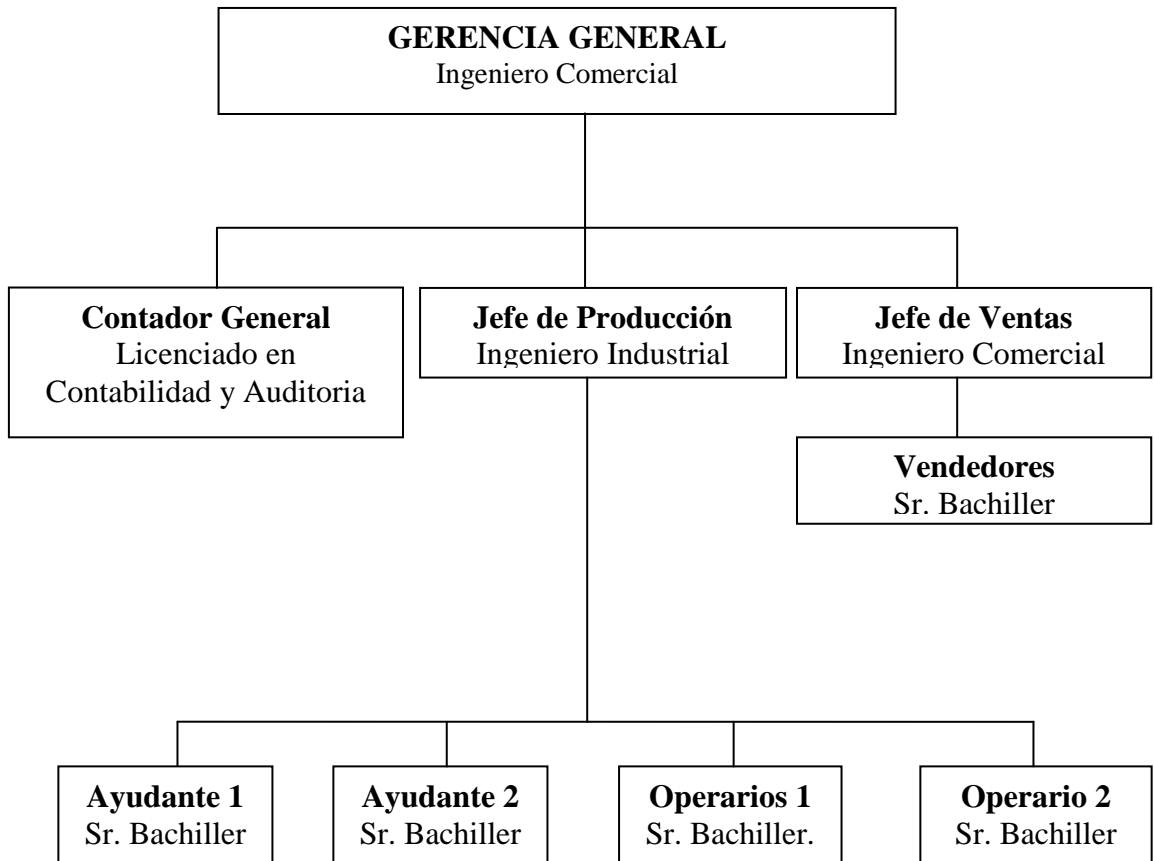 GERENCIA GENERAL
Ingeniero Comercial
Contador General
Licenciado en
Contabilidad y Auditoria
Jefe de Producción
Ingeniero Industrial
Jefe de Ventas
Ingeniero Comercial
Vendedores
Sr. Bachiller
Ayudante 1
Sr. Bachiller
Ayudante 2
Sr. Bachiller
Operarios 1
Sr. Bachiller.
Operario 2
Sr. Bachiller